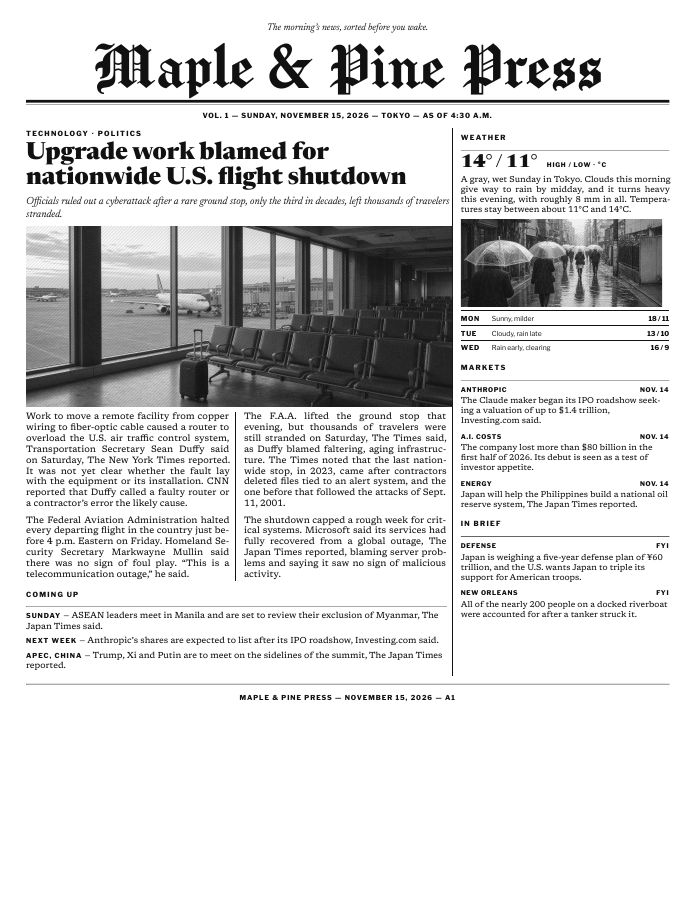 The morning's news, sorted before you wake.
Maple & Pine Press
VOL. 1 — SUNDAY, NOVEMBER 15, 2026 — TOKYO — AS OF 4:30 A.M.
TECHNOLOGY · POLITICS
Upgrade work blamed for
nationwide U.S. flight shutdown
Officials ruled out a cyberattack after a rare ground stop, only the third in decades, left thousands of travelers
stranded.
Work to move a remote facility from copper
wiring to fiber-optic cable caused a router to
overload the U.S. air traffic control system,
Transportation Secretary Sean Duffy said
on Saturday, The New York Times reported.
It was not yet clear whether the fault lay
with the equipment or its installation. CNN
reported that Duffy called a faulty router or
a contractor's error the likely cause.
The Federal Aviation Administration halted
every departing flight in the country just be-
fore 4 p.m. Eastern on Friday. Homeland Se-
curity Secretary Markwayne Mullin said
there was no sign of foul play. "This is a
telecommunication outage," he said.
The F.A.A. lifted the ground stop that
evening, but thousands of travelers were
still stranded on Saturday, The Times said,
as Duffy blamed faltering, aging infrastruc-
ture. The Times noted that the last nation-
wide stop, in 2023, came after contractors
deleted files tied to an alert system, and the
one before that followed the attacks of Sept.
11, 2001.
The shutdown capped a rough week for crit-
ical systems. Microsoft said its services had
fully recovered from a global outage, The
Japan Times reported, blaming server prob-
lems and saying it saw no sign of malicious
activity.
COMING UP
SUNDAY — ASEAN leaders meet in Manila and are set to review their exclusion of Myanmar, The
Japan Times said.
NEXT WEEK — Anthropic's shares are expected to list after its IPO roadshow, Investing.com said.
APEC, CHINA — Trump, Xi and Putin are to meet on the sidelines of the summit, The Japan Times
reported.
WEATHER
14° / 11° HIGH / LOW · °C
A gray, wet Sunday in Tokyo. Clouds this morning
give way to rain by midday, and it turns heavy
this evening, with roughly 8 mm in all. Tempera-
tures stay between about 11°C and 14°C.
MON Sunny, milder 18 / 11
TUE Cloudy, rain late 13 / 10
WED Rain early, clearing 16 / 9
MARKETS
ANTHROPIC NOV. 14
The Claude maker began its IPO roadshow seek-
ing a valuation of up to $1.4 trillion,
Investing.com said.
A.I. COSTS NOV. 14
The company lost more than $80 billion in the
first half of 2026. Its debut is seen as a test of
investor appetite.
ENERGY NOV. 14
Japan will help the Philippines build a national oil
reserve system, The Japan Times reported.
IN BRIEF
DEFENSE FYI
Japan is weighing a five-year defense plan of ¥60
trillion, and the U.S. wants Japan to triple its
support for American troops.
NEW ORLEANS FYI
All of the nearly 200 people on a docked riverboat
were accounted for after a tanker struck it.
MAPLE & PINE PRESS — NOVEMBER 15, 2026 — A1